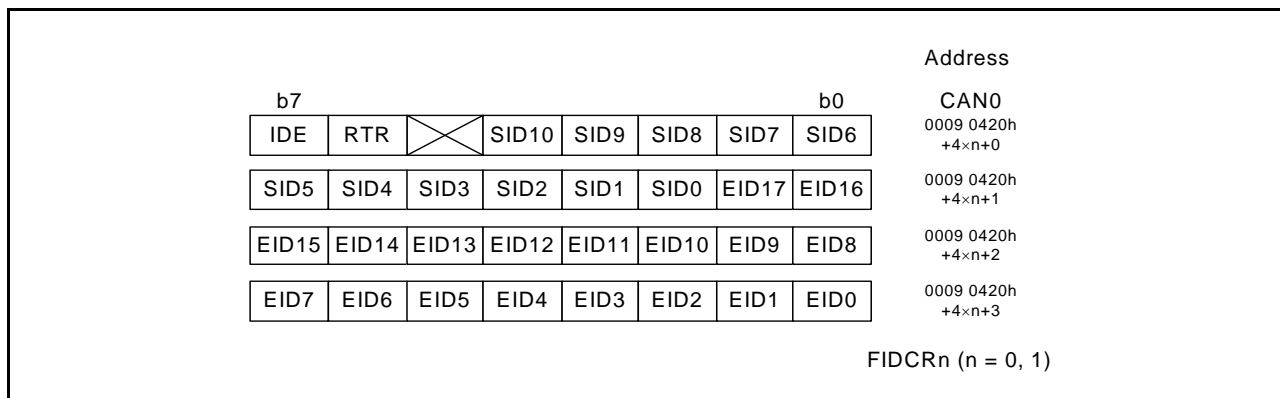 Address
b7 b0 CAN0
IDE RTR SID10 SID9 SID8 SID7 SID6 0009 0420h
+4×n+0
SID5 SID4 SID3 SID2 SID1 SID0 EID17 EID16 0009 0420h
+4×n+1
EID15 EID14 EID13 EID12 EID11 EID10 EID9 EID8 0009 0420h
+4×n+2
EID7 EID6 EID5 EID4 EID3 EID2 EID1 EID0 0009 0420h
+4×n+3
FIDCRn (n = 0, 1)